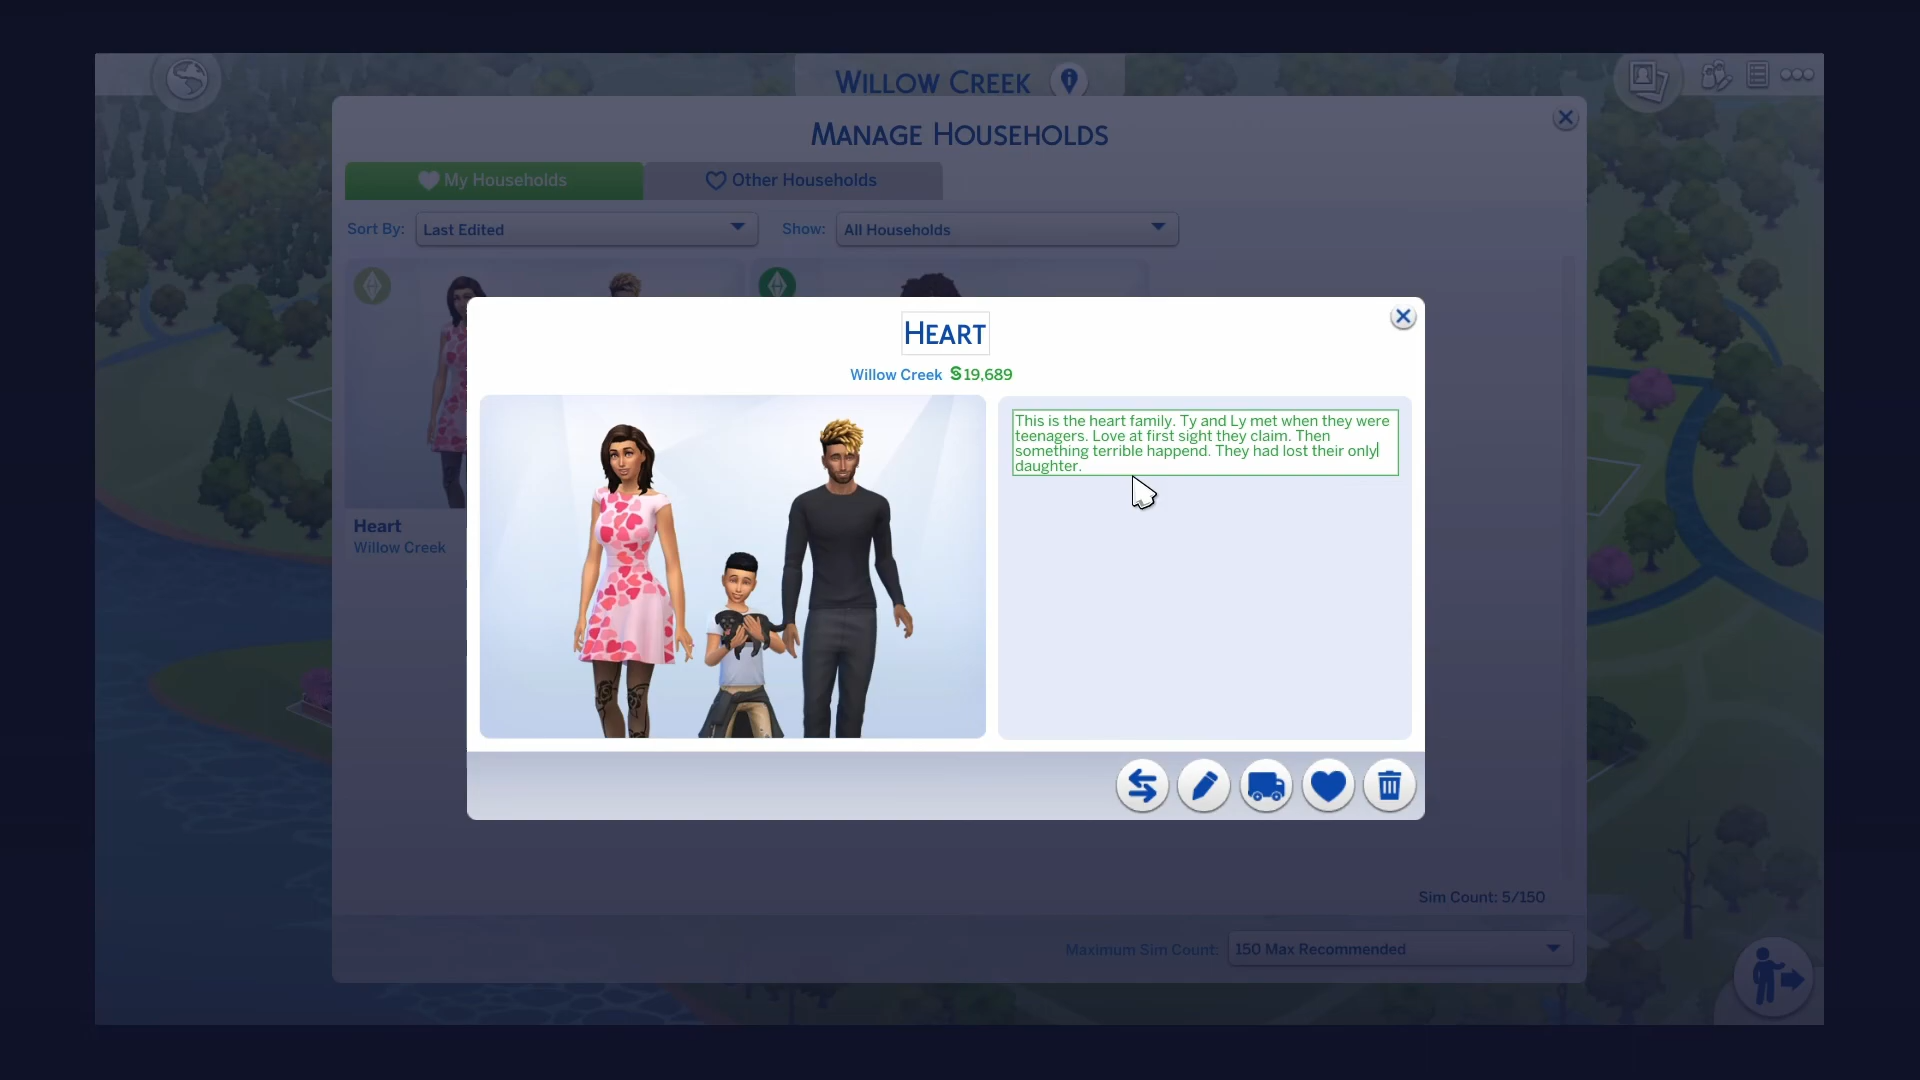 Willow Creek
Manage Households
My Households
Other Households
Sort By:
Last Edited
Show:
All Households
Heart
Willow Creek
Heart
Willow Creek §19,689
This is the heart family. Ty and Ly met when they were
teenagers. Love at first sight they claim. Then
something terrible happend. They had lost their only
daughter.
Sim Count: 5/150
Maximum Sim Count:
150 Max Recommended